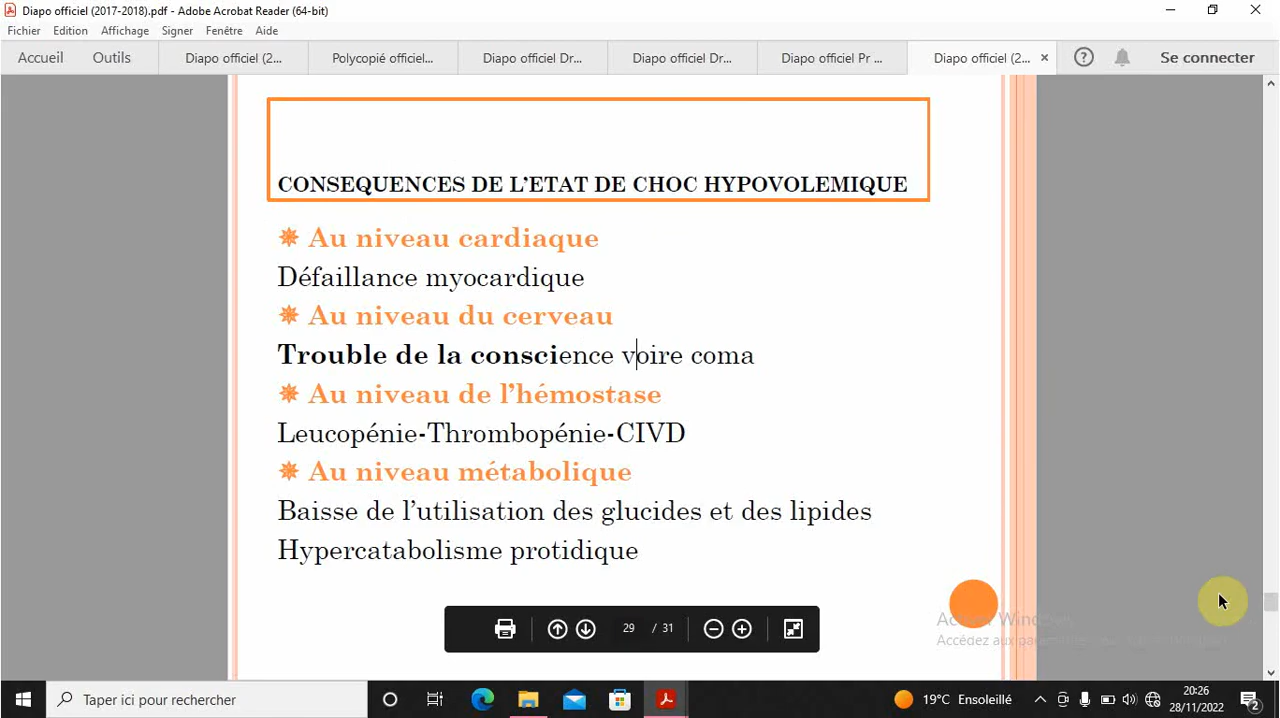 Diapo officiel (2017-2018).pdf - Adobe Acrobat Reader (64-bit)
Fichier Edition Affichage Signer Fenêtre Aide
Accueil Outils Diapo officiel (2... Polycopié officiel... Diapo officiel Dr... Diapo officiel Dr... Diapo officiel Pr ... Diapo officiel (2... Se connecter
CONSEQUENCES DE L’ETAT DE CHOC HYPOVOLEMIQUE
Au niveau cardiaque
Défaillance myocardique
Au niveau du cerveau
Trouble de la conscience voire coma
Au niveau de l’hémostase
Leucopénie-Thrombopénie-CIVD
Au niveau métabolique
Baisse de l’utilisation des glucides et des lipides
Hypercatabolisme protidique
29 / 31
Accédez aux
Taper ici pour rechercher
19°C Ensoleillé
20:26
28/11/2022
2